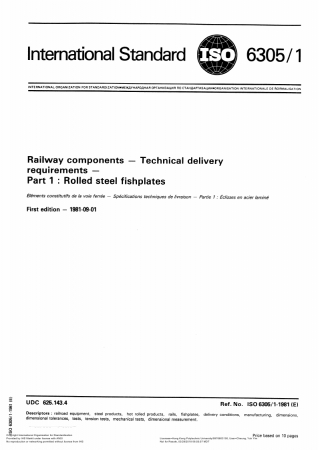 International Standard ISO 6305/1
INTERNATIONAL ORGANIZATION FOR STANDARDIZATION•МЕЖДУНАРОДНАЯ ОРГАНИЗАЦИЯ ПО СТАНДАРТИЗАЦИИ•ORGANISATION INTERNATIONALE DE NORMALISATION
Railway components — Technical delivery
requirements —
Part 1 : Rolled steel fishplates
Éléments constitutifs de la voie ferrée — Spécifications techniques de livraison — Partie 1 : Éclisses en acier laminé
First edition — 1981-09-01
UDC 625.143.4
Ref. No. ISO 6305/1-1981 (E)
Descriptors : railroad equipment, steel products, hot rolled products, rails, fishplates, delivery conditions, manufacturing, dimensions,
dimensional tolerances, tests, tension tests, mechanical tests, dimensional measurement.
Price based on 10 pages
ISO 6305/1-1981 (E)